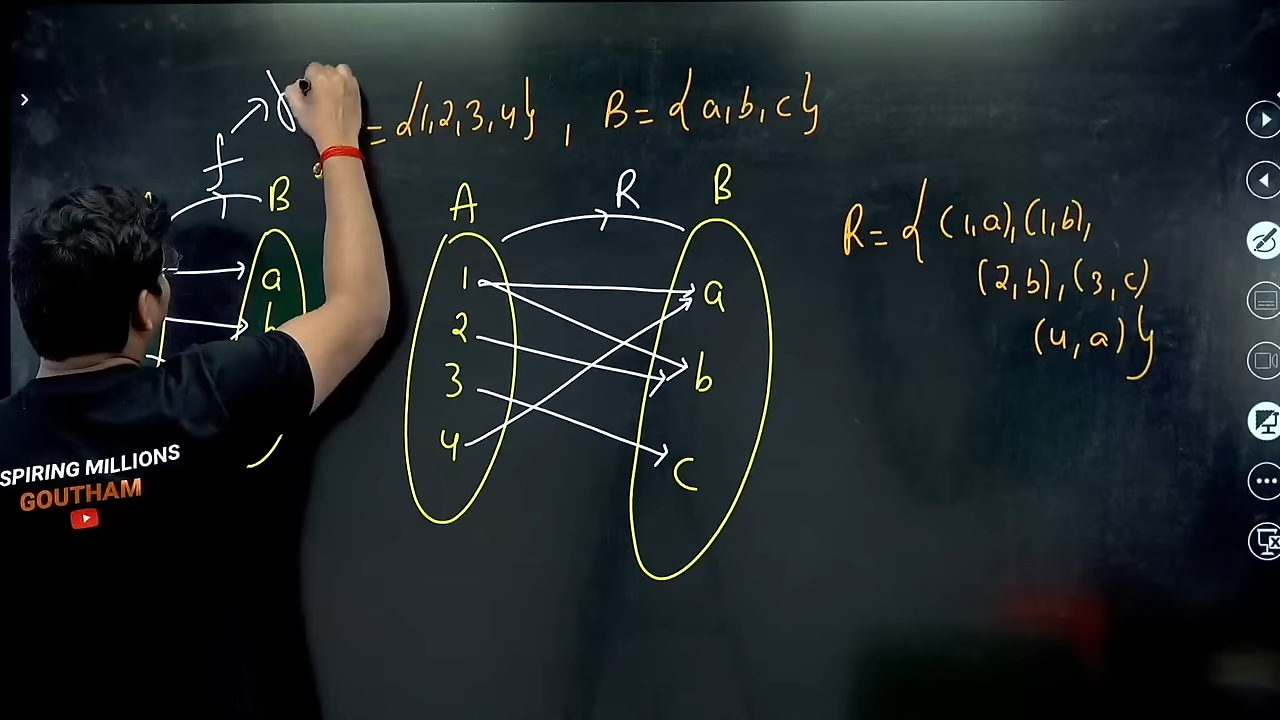 = {1,2,3,4}, B = {a,b,c}
f
B
A
R
B
R = { (1,a),(1,b),
(2,b),(3,c)
(4,a) }
a
b
1
2
3
4
a
b
c
SPIRING MILLIONS
GOUTHAM